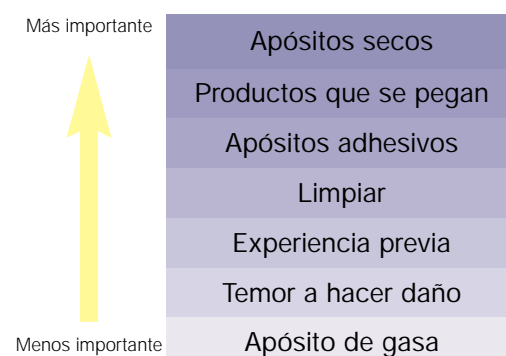 Más importante
Apósitos secos
Productos que se pegan
Apósitos adhesivos
Limpiar
Experiencia previa
Temor a hacer daño
Menos importante
Apósito de gasa